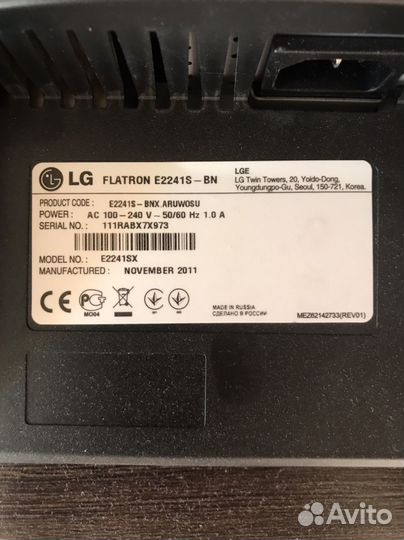 LG FLATRON E2241S-BN
LGE
LG Twin Towers, 20, Yoido-Dong,
Youngdungpo-Gu, Seoul, 150-721, Korea.
PRODUCT CODE : E2241S-BNX.ARUWOSU
POWER : AC 100-240 V~50/60 Hz 1.0 A
SERIAL NO. : 111RABX7X973
MODEL NO. : E2241SX
MANUFACTURED : NOVEMBER 2011
CE
MO04
MADE IN RUSSIA
СДЕЛАНО В РОССИИ
MEZ62142733(REV01)
Avito